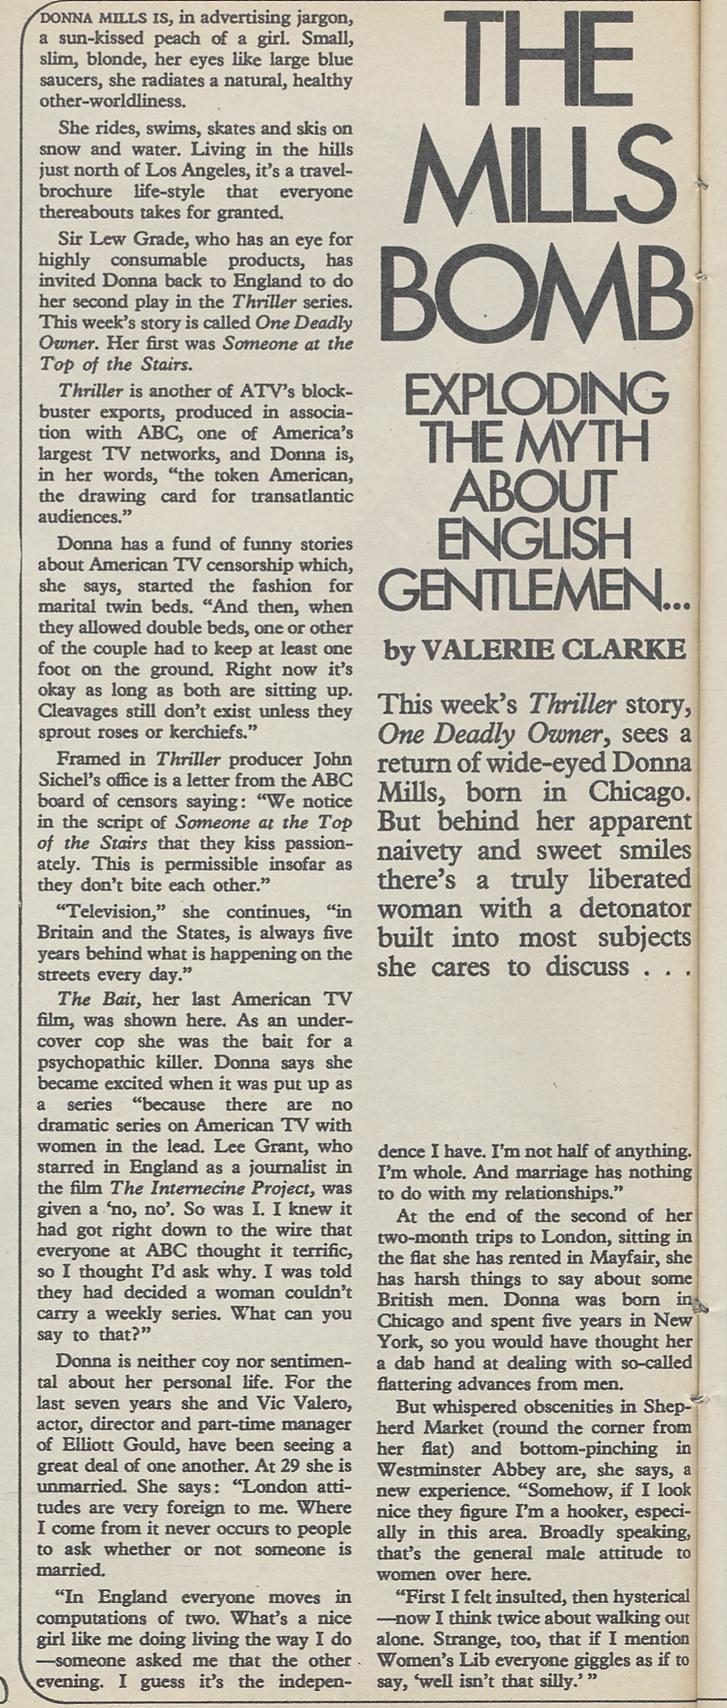 THE
MILLS
BOMB
EXPLODING
THE MYTH
ABOUT
ENGLISH
GENTLEMEN...
by VALERIE CLARKE
This week's Thriller story,
One Deadly Owner, sees a
return of wide-eyed Donna
Mills, born in Chicago.
But behind her apparent
naivety and sweet smiles
there's a truly liberated
woman with a detonator
built into most subjects
she cares to discuss . . .
DONNA MILLS IS, in advertising jargon,
a sun-kissed peach of a girl. Small,
slim, blonde, her eyes like large blue
saucers, she radiates a natural, healthy
other-worldliness.
She rides, swims, skates and skis on
snow and water. Living in the hills
just north of Los Angeles, it's a travel-
brochure life-style that everyone
thereabouts takes for granted.
Sir Lew Grade, who has an eye for
highly consumable products, has
invited Donna back to England to do
her second play in the Thriller series.
This week's story is called One Deadly
Owner. Her first was Someone at the
Top of the Stairs.
Thriller is another of ATV's block-
buster exports, produced in associa-
tion with ABC, one of America's
largest TV networks, and Donna is,
in her words, “the token American,
the drawing card for transatlantic
audiences.”
Donna has a fund of funny stories
about American TV censorship which,
she says, started the fashion for
marital twin beds. “And then, when
they allowed double beds, one or other
of the couple had to keep at least one
foot on the ground. Right now it's
okay as long as both are sitting up.
Cleavages still don't exist unless they
sprout roses or kerchiefs.”
Framed in Thriller producer John
Sichel's office is a letter from the ABC
board of censors saying: “We notice
in the script of Someone at the Top
of the Stairs that they kiss passion-
ately. This is permissible insofar as
they don't bite each other.”
“Television,” she continues, “in
Britain and the States, is always five
years behind what is happening on the
streets every day.”
The Bait, her last American TV
film, was shown here. As an under-
cover cop she was the bait for a
psychopathic killer. Donna says she
became excited when it was put up as
a series “because there are no
dramatic series on American TV with
women in the lead. Lee Grant, who
starred in England as a journalist in
the film The Internecine Project, was
given a ‘no, no’. So was I. I knew it
had got right down to the wire that
everyone at ABC thought it terrific,
so I thought I'd ask why. I was told
they had decided a woman couldn't
carry a weekly series. What can you
say to that?”
Donna is neither coy nor sentimen-
tal about her personal life. For the
last seven years she and Vic Valero,
actor, director and part-time manager
of Elliott Gould, have been seeing a
great deal of one another. At 29 she is
unmarried. She says: “London atti-
tudes are very foreign to me. Where
I come from it never occurs to people
to ask whether or not someone is
married.
“In England everyone moves in
computations of two. What's a nice
girl like me doing living the way I do
—someone asked me that the other
evening. I guess it's the indepen-
dence I have. I'm not half of anything.
I'm whole. And marriage has nothing
to do with my relationships.”
At the end of the second of her
two-month trips to London, sitting in
the flat she has rented in Mayfair, she
has harsh things to say about some
British men. Donna was born in
Chicago and spent five years in New
York, so you would have thought her
a dab hand at dealing with so-called
flattering advances from men.
But whispered obscenities in Shep-
herd Market (round the corner from
her flat) and bottom-pinching in
Westminster Abbey are, she says, a
new experience. “Somehow, if I look
nice they figure I'm a hooker, especi-
ally in this area. Broadly speaking,
that's the general male attitude to
women over here.
“First I felt insulted, then hysterical
—now I think twice about walking out
alone. Strange, too, that if I mention
Women's Lib everyone giggles as if to
say, ‘well isn't that silly.’ ”